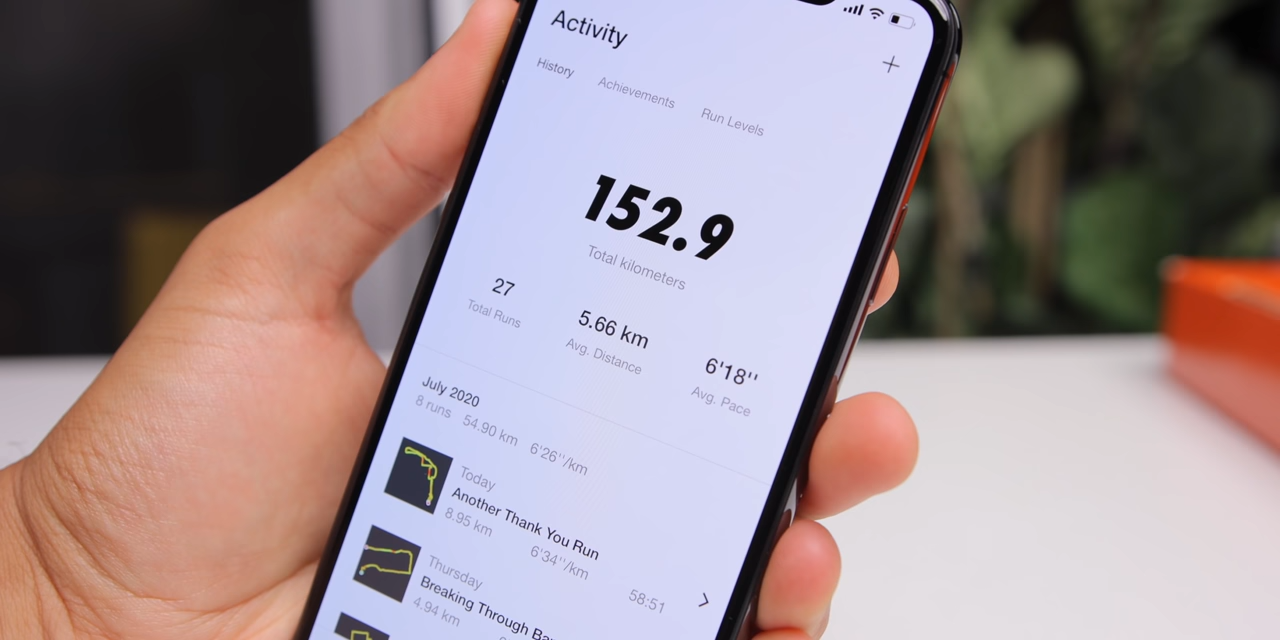 Activity
History Achievements Run Levels
152.9
Total kilometers
27 5.66 km 6'18''
Total Runs Avg. Distance Avg. Pace
July 2020
8 runs 54.90 km 6'26''/km
Today
Another Thank You Run
8.95 km 6'34''/km 58:51
Thursday
Breaking Through
4.94 km